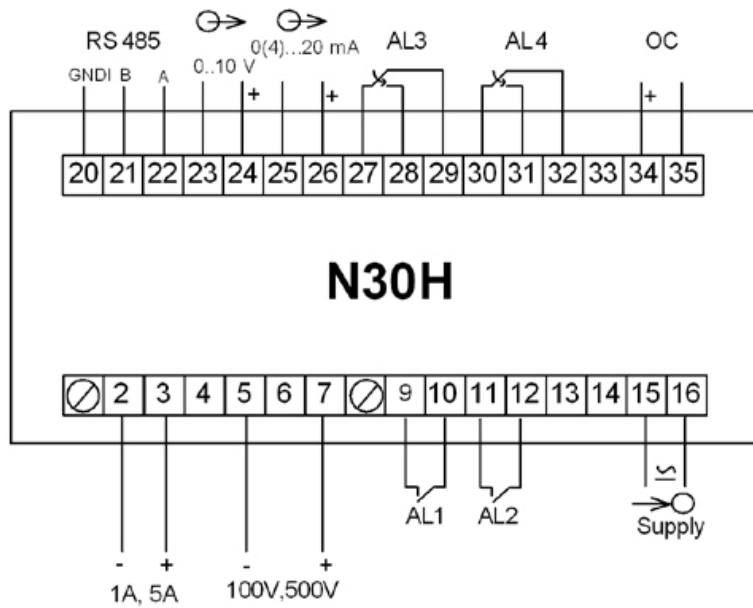 RS 485 0(4)...20 mA AL3 AL4 OC
GNDI B A 0..10 V + + +
20 21 22 23 24 25 26 27 28 29 30 31 32 33 34 35
N30H
2 3 4 5 6 7 9 10 11 12 13 14 15 16
AL1 AL2 Supply
- + - +
1A, 5A 100V,500V